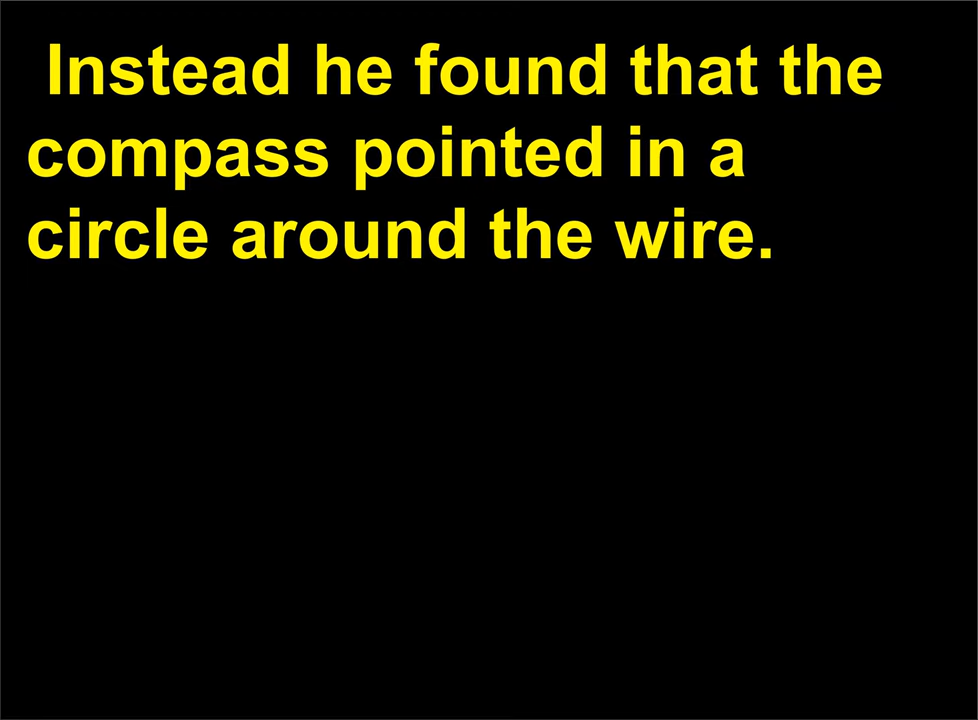 Instead he found that the
compass pointed in a
circle around the wire.